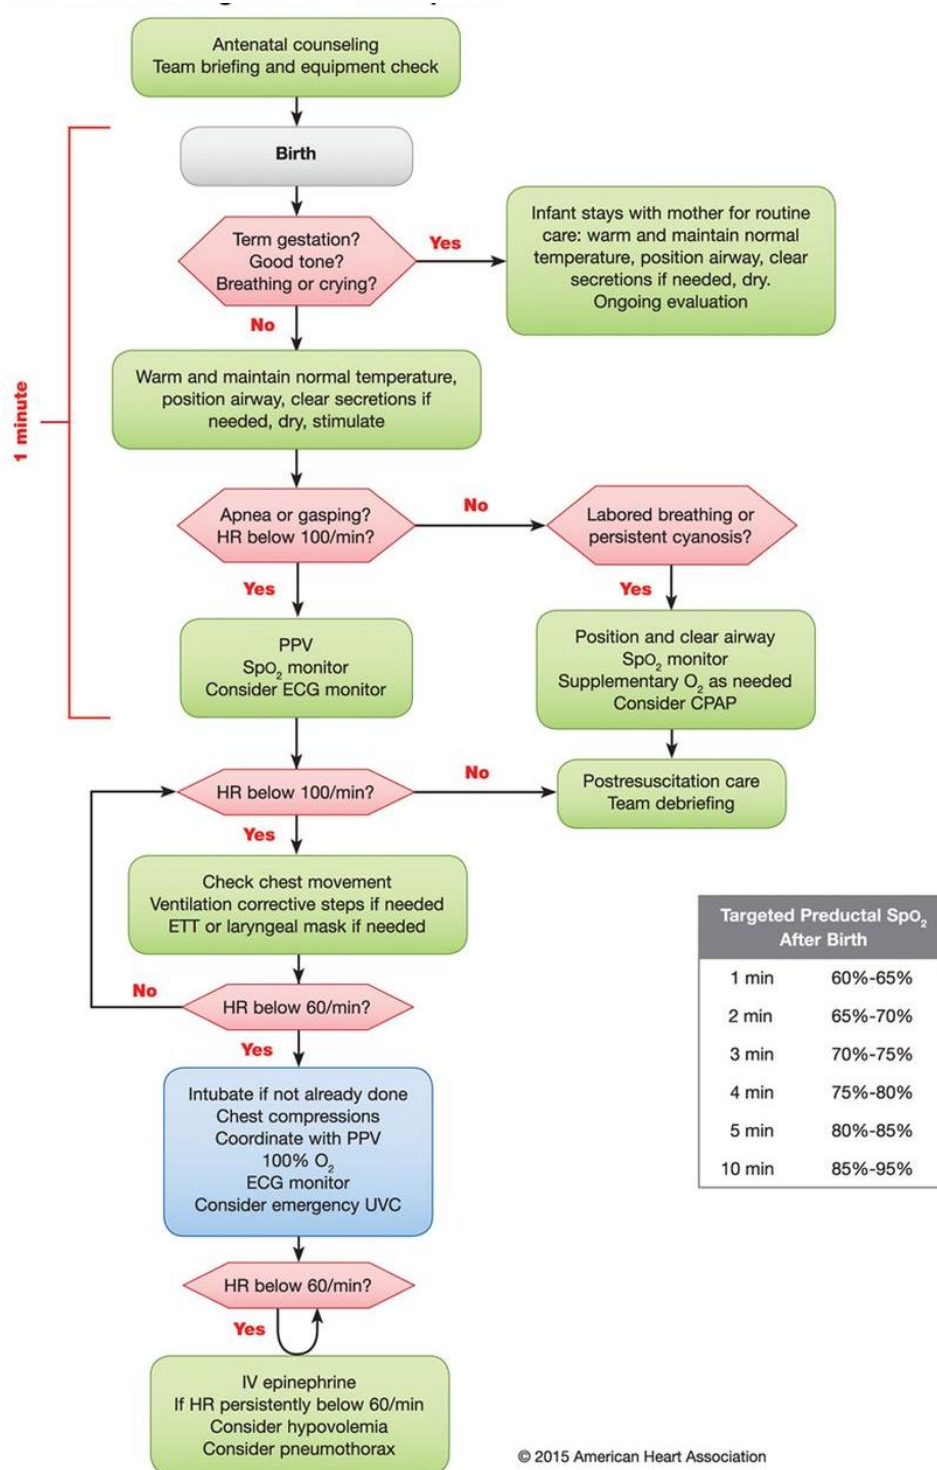 Antenatal counseling
Team briefing and equipment check
Birth
1 minute
Term gestation?
Good tone?
Breathing or crying?
Yes
Infant stays with mother for routine
care: warm and maintain normal
temperature, position airway, clear
secretions if needed, dry.
Ongoing evaluation
No
Warm and maintain normal temperature,
position airway, clear secretions if
needed, dry, stimulate
Apnea or gasping?
HR below 100/min?
No
Labored breathing or
persistent cyanosis?
Yes
Yes
PPV
SpO₂ monitor
Consider ECG monitor
Position and clear airway
SpO₂ monitor
Supplementary O₂ as needed
Consider CPAP
HR below 100/min?
No
Postresuscitation care
Team debriefing
Yes
Check chest movement
Ventilation corrective steps if needed
ETT or laryngeal mask if needed
No
HR below 60/min?
Yes
Intubate if not already done
Chest compressions
Coordinate with PPV
100% O₂
ECG monitor
Consider emergency UVC
HR below 60/min?
Yes
IV epinephrine
If HR persistently below 60/min
Consider hypovolemia
Consider pneumothorax
Targeted Preductal SpO₂
After Birth
1 min 60%-65%
2 min 65%-70%
3 min 70%-75%
4 min 75%-80%
5 min 80%-85%
10 min 85%-95%
© 2015 American Heart Association